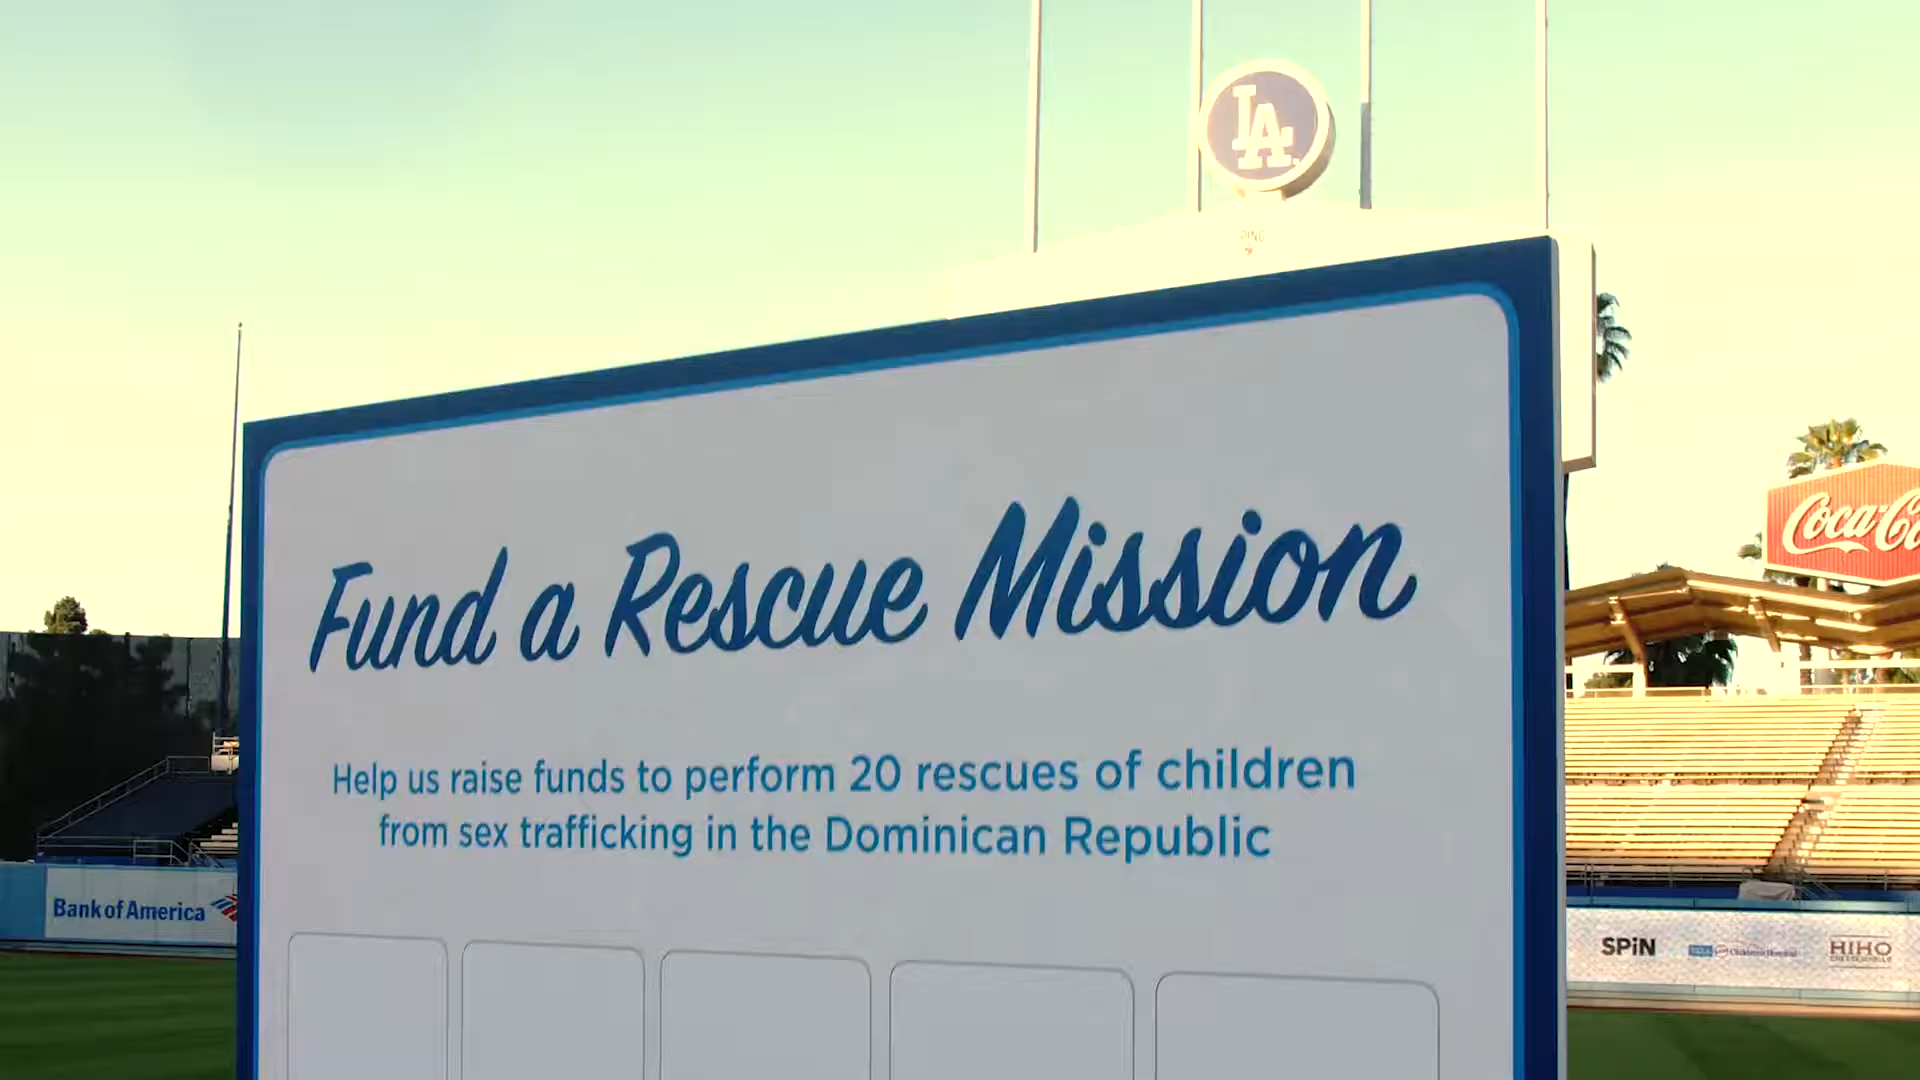 LA
PING
Coca-Co
Fund a Rescue Mission
Help us raise funds to perform 20 rescues of children
from sex trafficking in the Dominican Republic
Bank of America
SPiN
HIHO